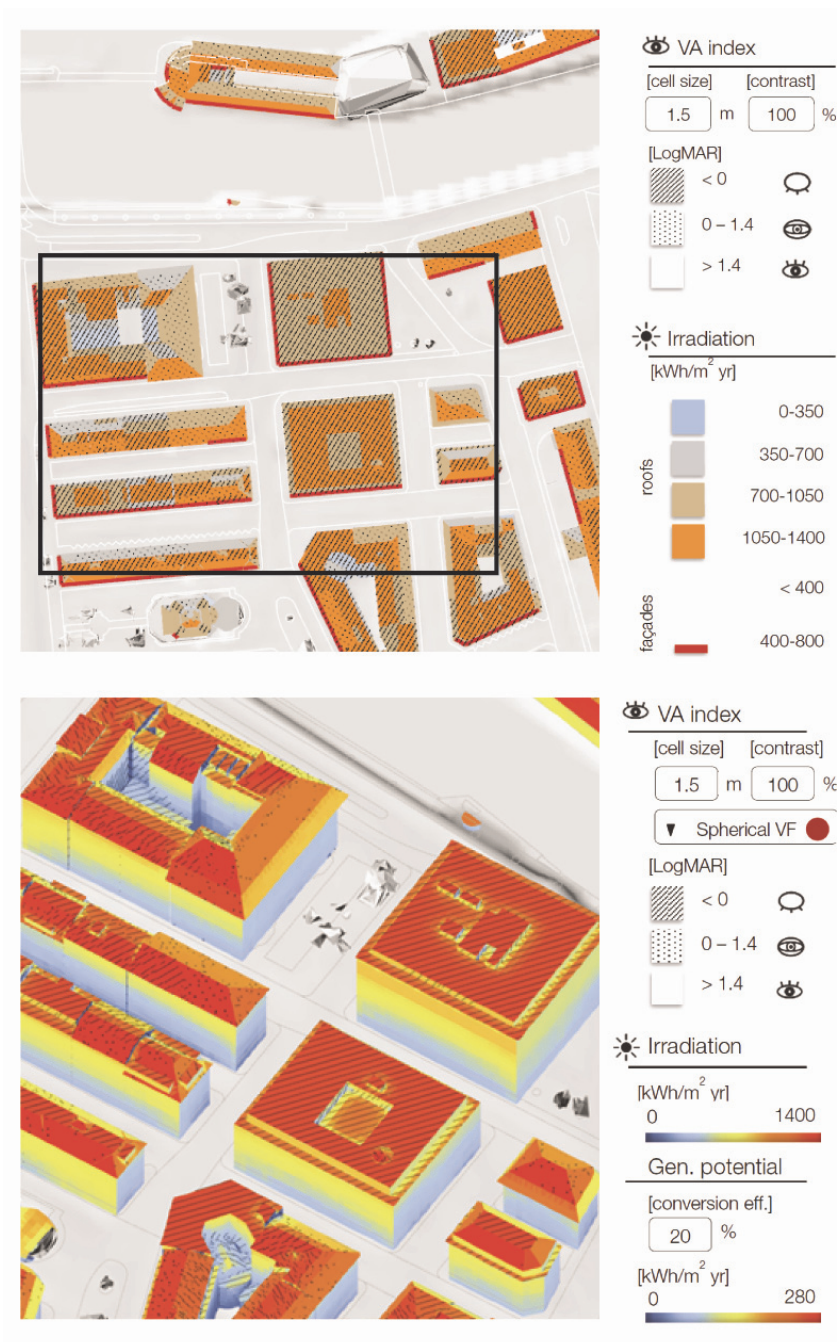 VA index
[cell size] [contrast]
1.5 m 100 %
[LogMAR]
< 0
0 – 1.4
> 1.4
Irradiation
[kWh/m² yr]
roofs
0-350
350-700
700-1050
1050-1400
façades
< 400
400-800
VA index
[cell size] [contrast]
1.5 m 100 %
Spherical VF
[LogMAR]
< 0
0 – 1.4
> 1.4
Irradiation
[kWh/m² yr]
0 1400
Gen. potential
[conversion eff.]
20 %
[kWh/m² yr]
0 280